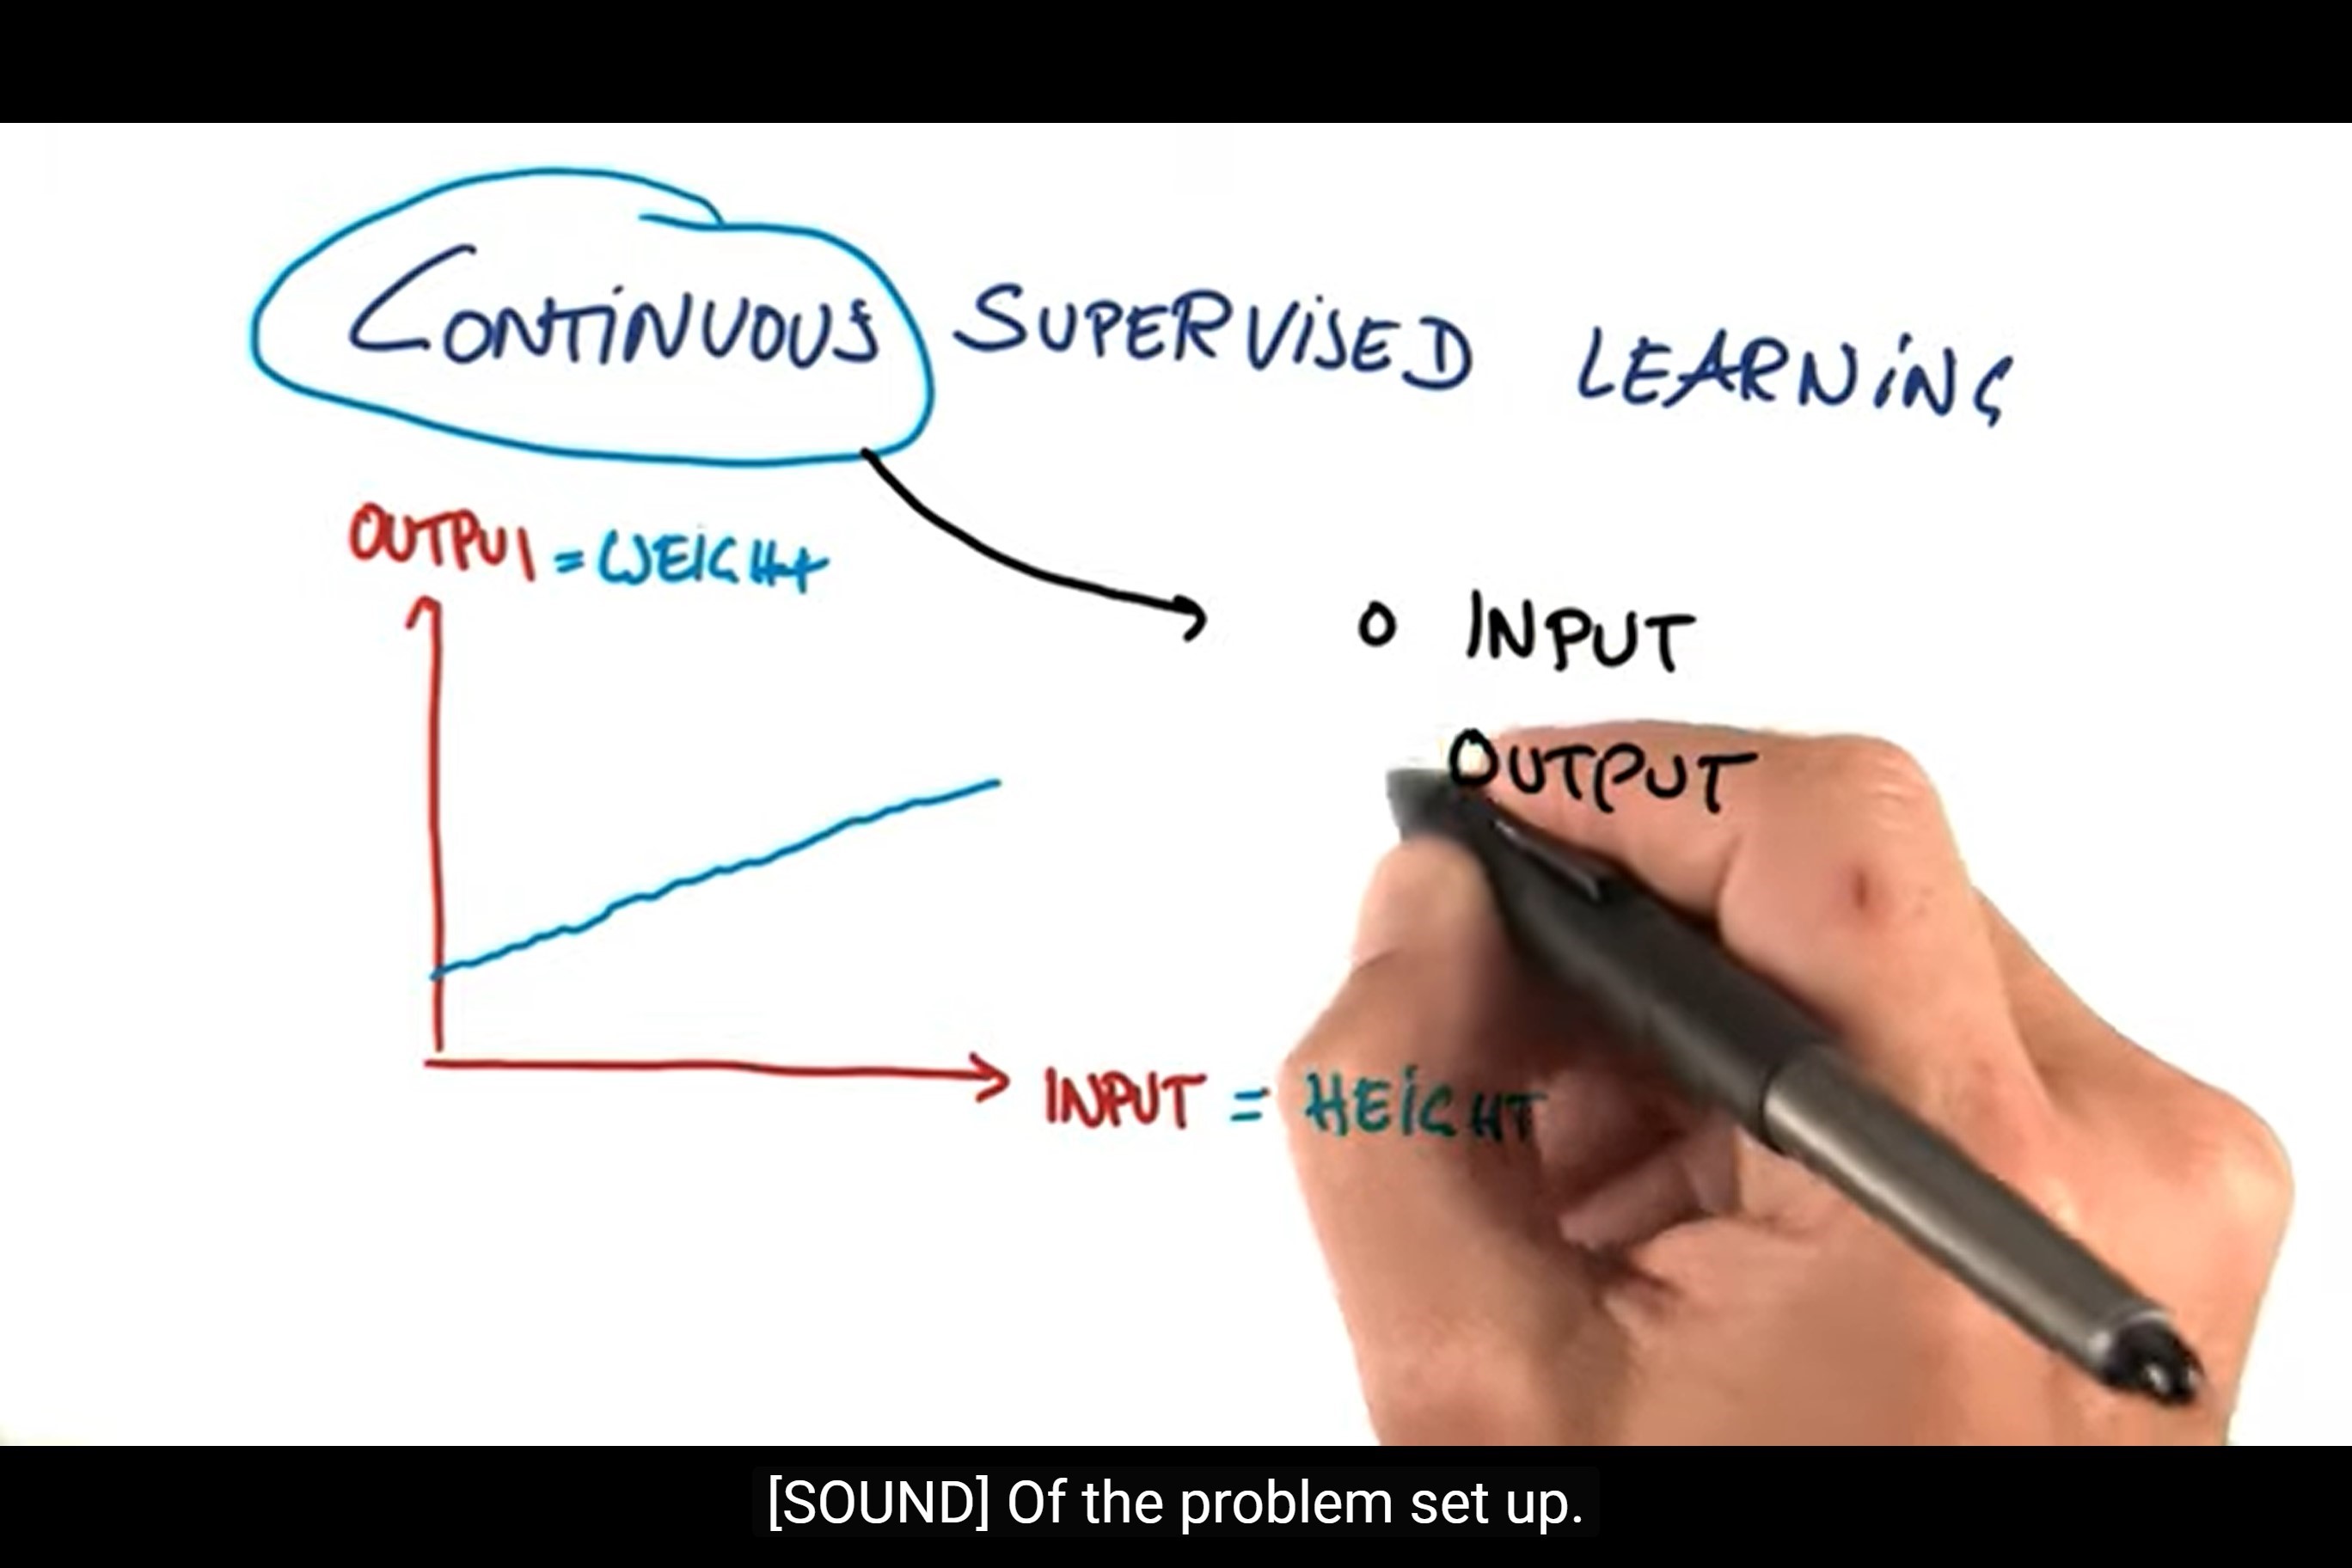 CONTINUOUS SUPERVISED LEARNING
OUTPUT = WEIGHT
o INPUT
OUTPUT
INPUT = HEIGHT
[SOUND] Of the problem set up.